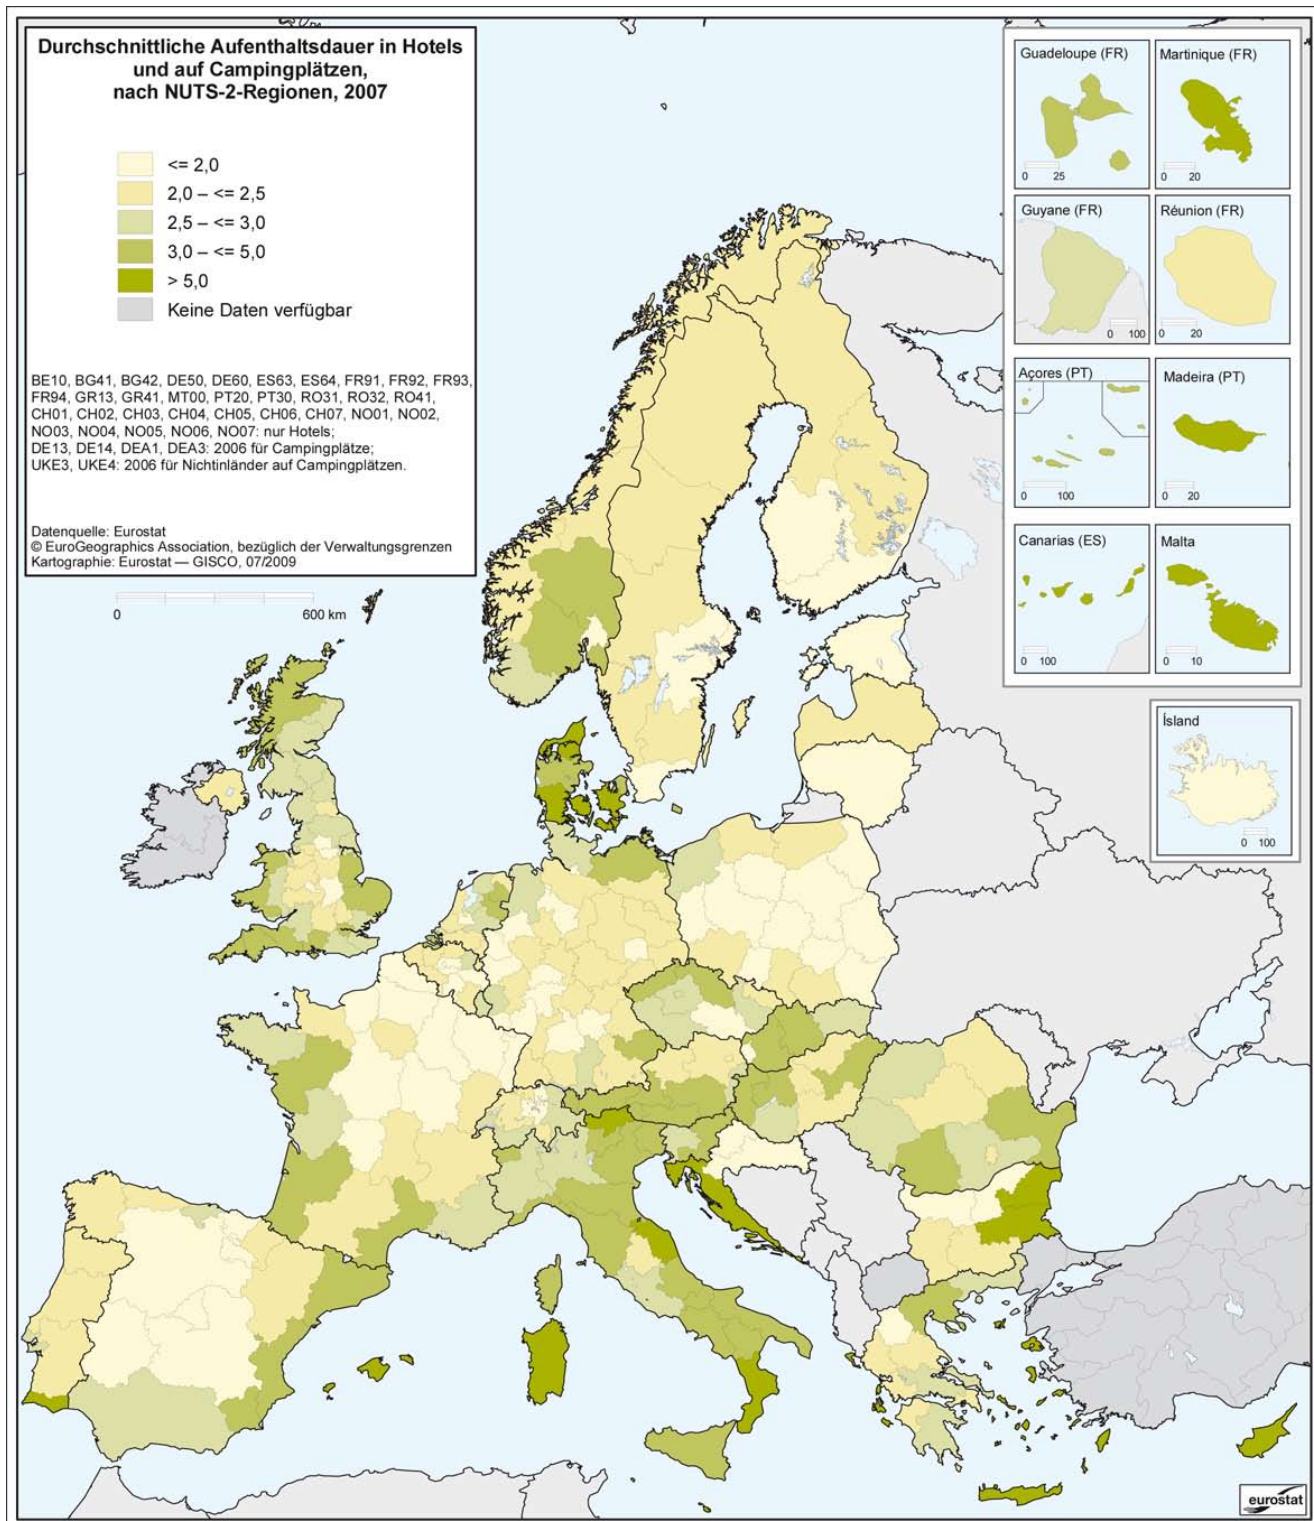 Durchschnittliche Aufenthaltsdauer in Hotels
und auf Campingplätzen,
nach NUTS-2-Regionen, 2007
<= 2,0
2,0 – <= 2,5
2,5 – <= 3,0
3,0 – <= 5,0
> 5,0
Keine Daten verfügbar
BE10, BG41, BG42, DE50, DE60, ES63, ES64, FR91, FR92, FR93,
FR94, GR13, GR41, MT00, PT20, PT30, RO31, RO32, RO41,
CH01, CH02, CH03, CH04, CH05, CH06, CH07, NO01, NO02,
NO03, NO04, NO05, NO06, NO07: nur Hotels;
DE13, DE14, DEA1, DEA3: 2006 für Campingplätze;
UKE3, UKE4: 2006 für Nichtinländer auf Campingplätzen.
Datenquelle: Eurostat
© EuroGeographics Association, bezüglich der Verwaltungsgrenzen
Kartographie: Eurostat — GISCO, 07/2009
0 600 km
Guadeloupe (FR)
0 25
Martinique (FR)
0 20
Guyane (FR)
0 100
Réunion (FR)
0 20
Açores (PT)
0 100
Madeira (PT)
0 20
Canarias (ES)
0 100
Malta
0 10
Ísland
0 100
eurostat